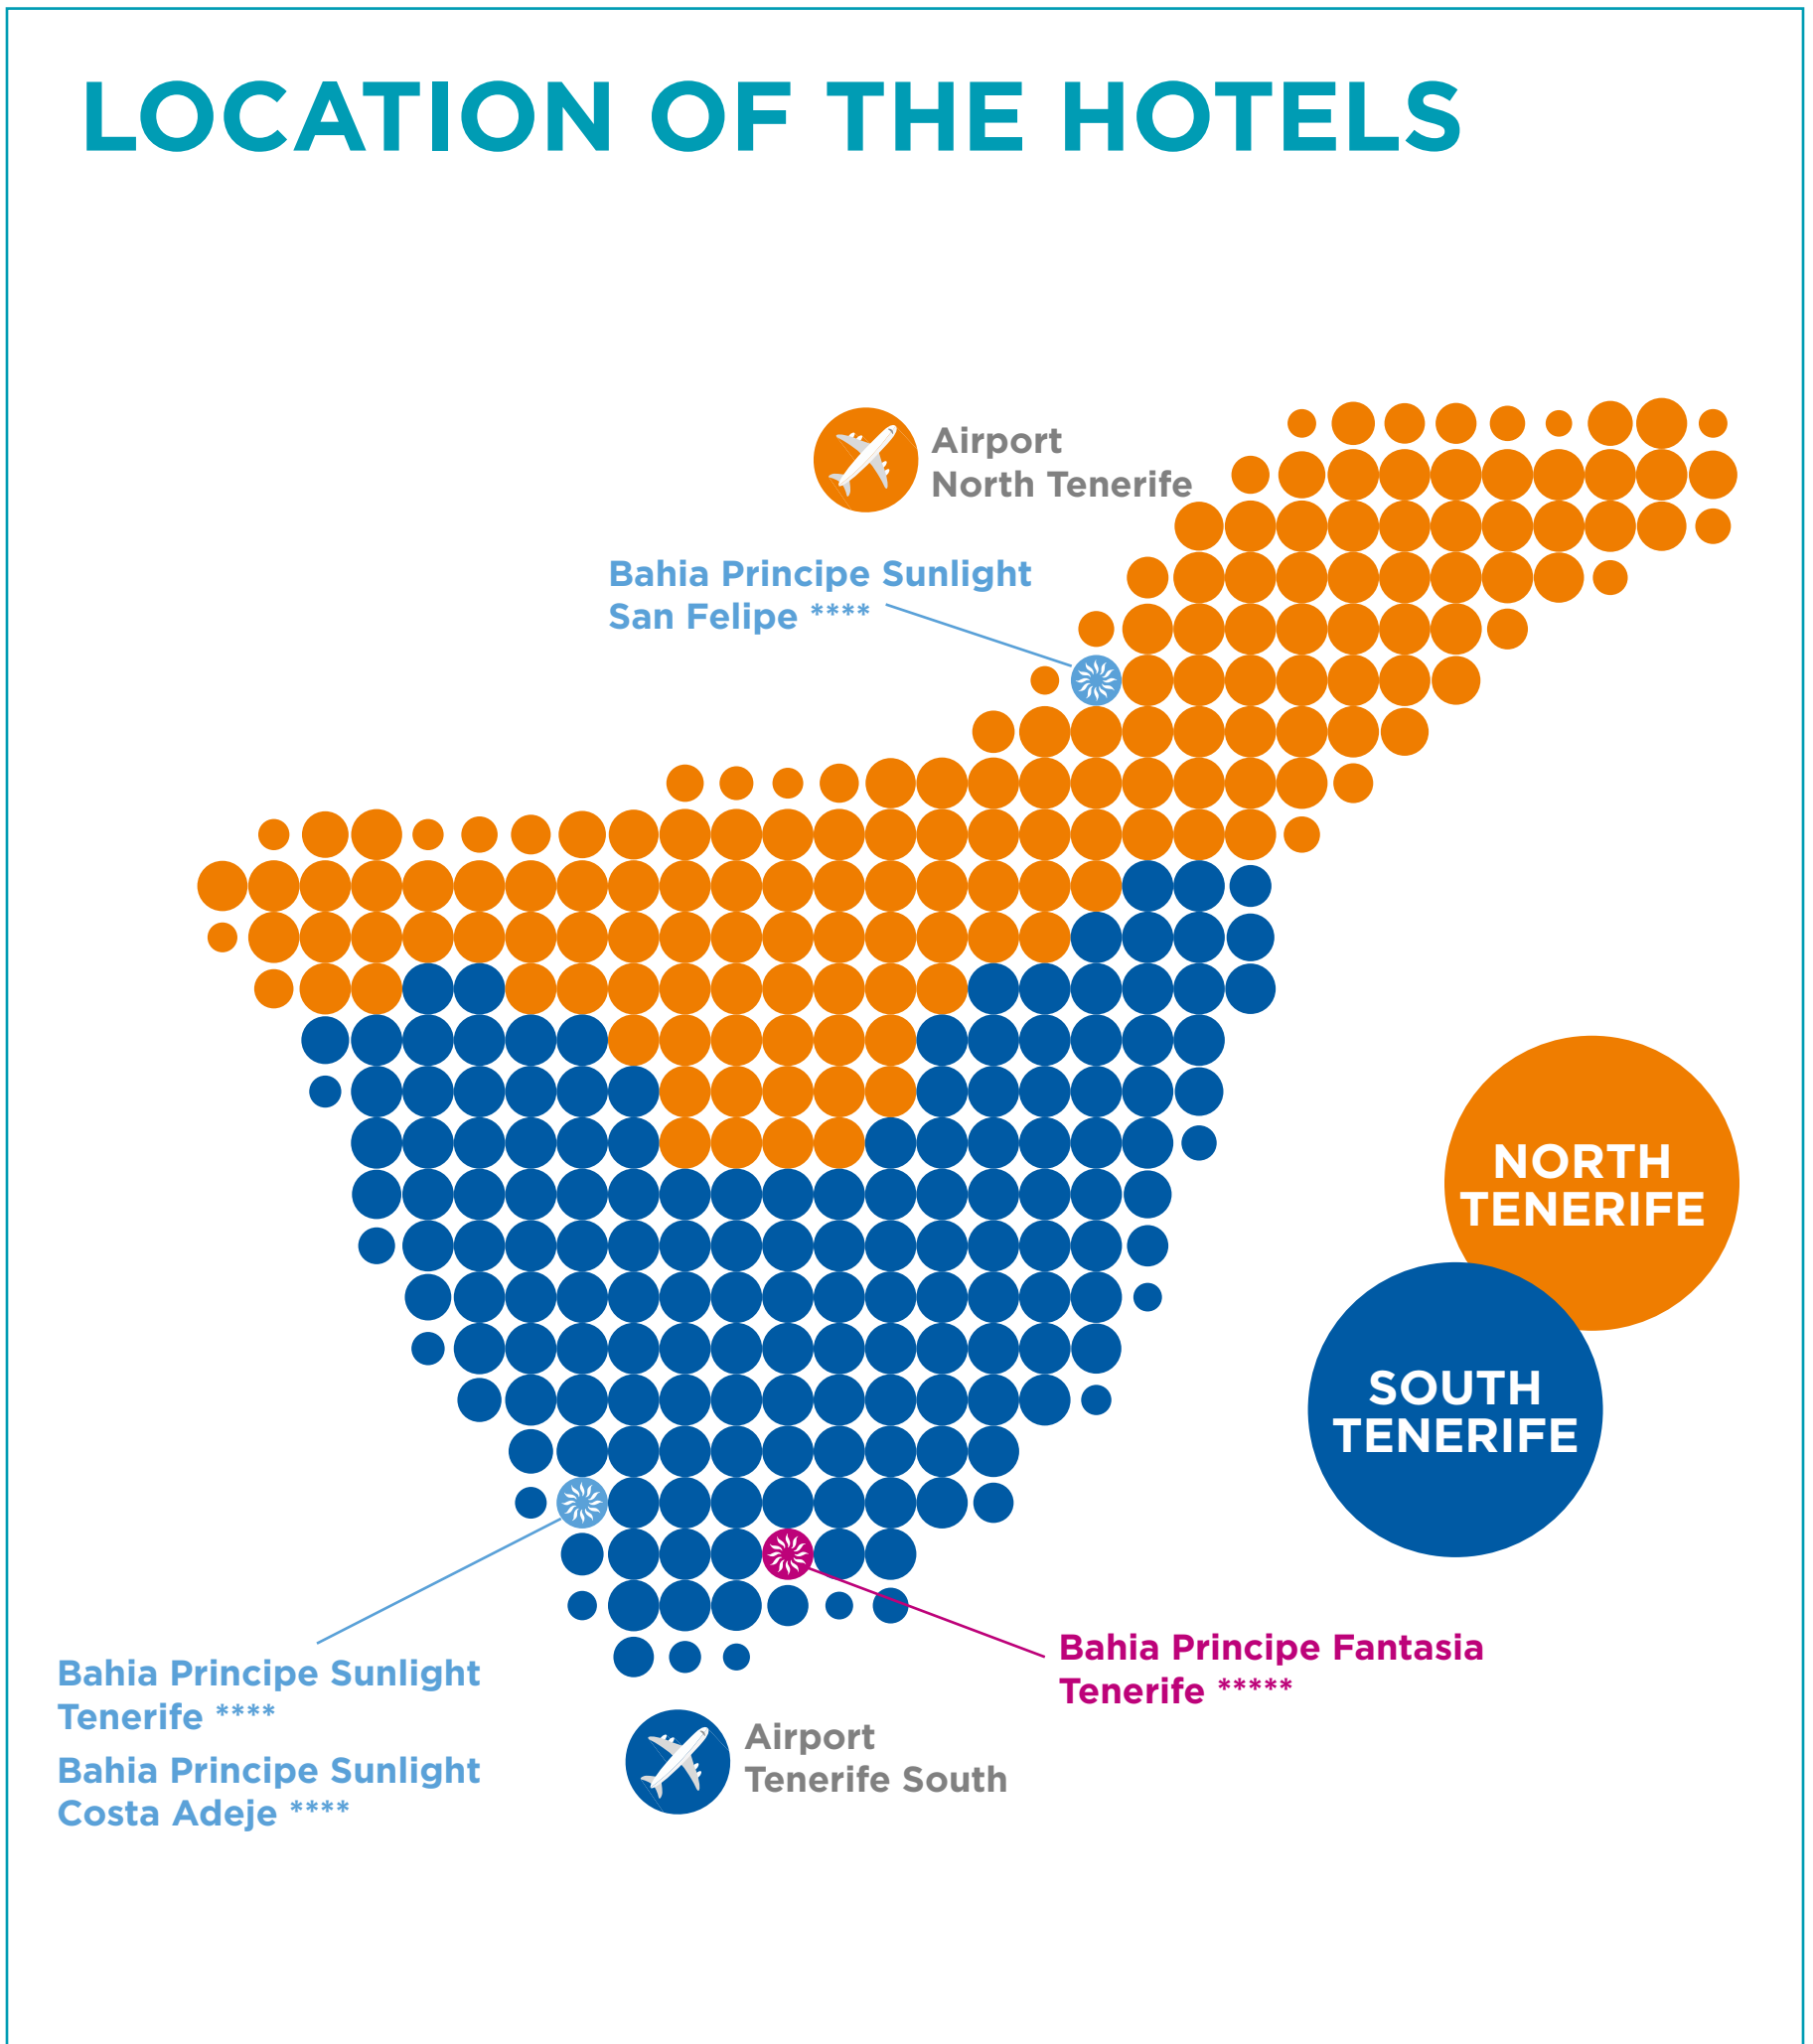 LOCATION OF THE HOTELS
Airport
North Tenerife
Bahia Principe Sunlight
San Felipe ****
NORTH
TENERIFE
SOUTH
TENERIFE
Bahia Principe Fantasia
Tenerife *****
Bahia Principe Sunlight
Tenerife ****
Bahia Principe Sunlight
Costa Adeje ****
Airport
Tenerife South